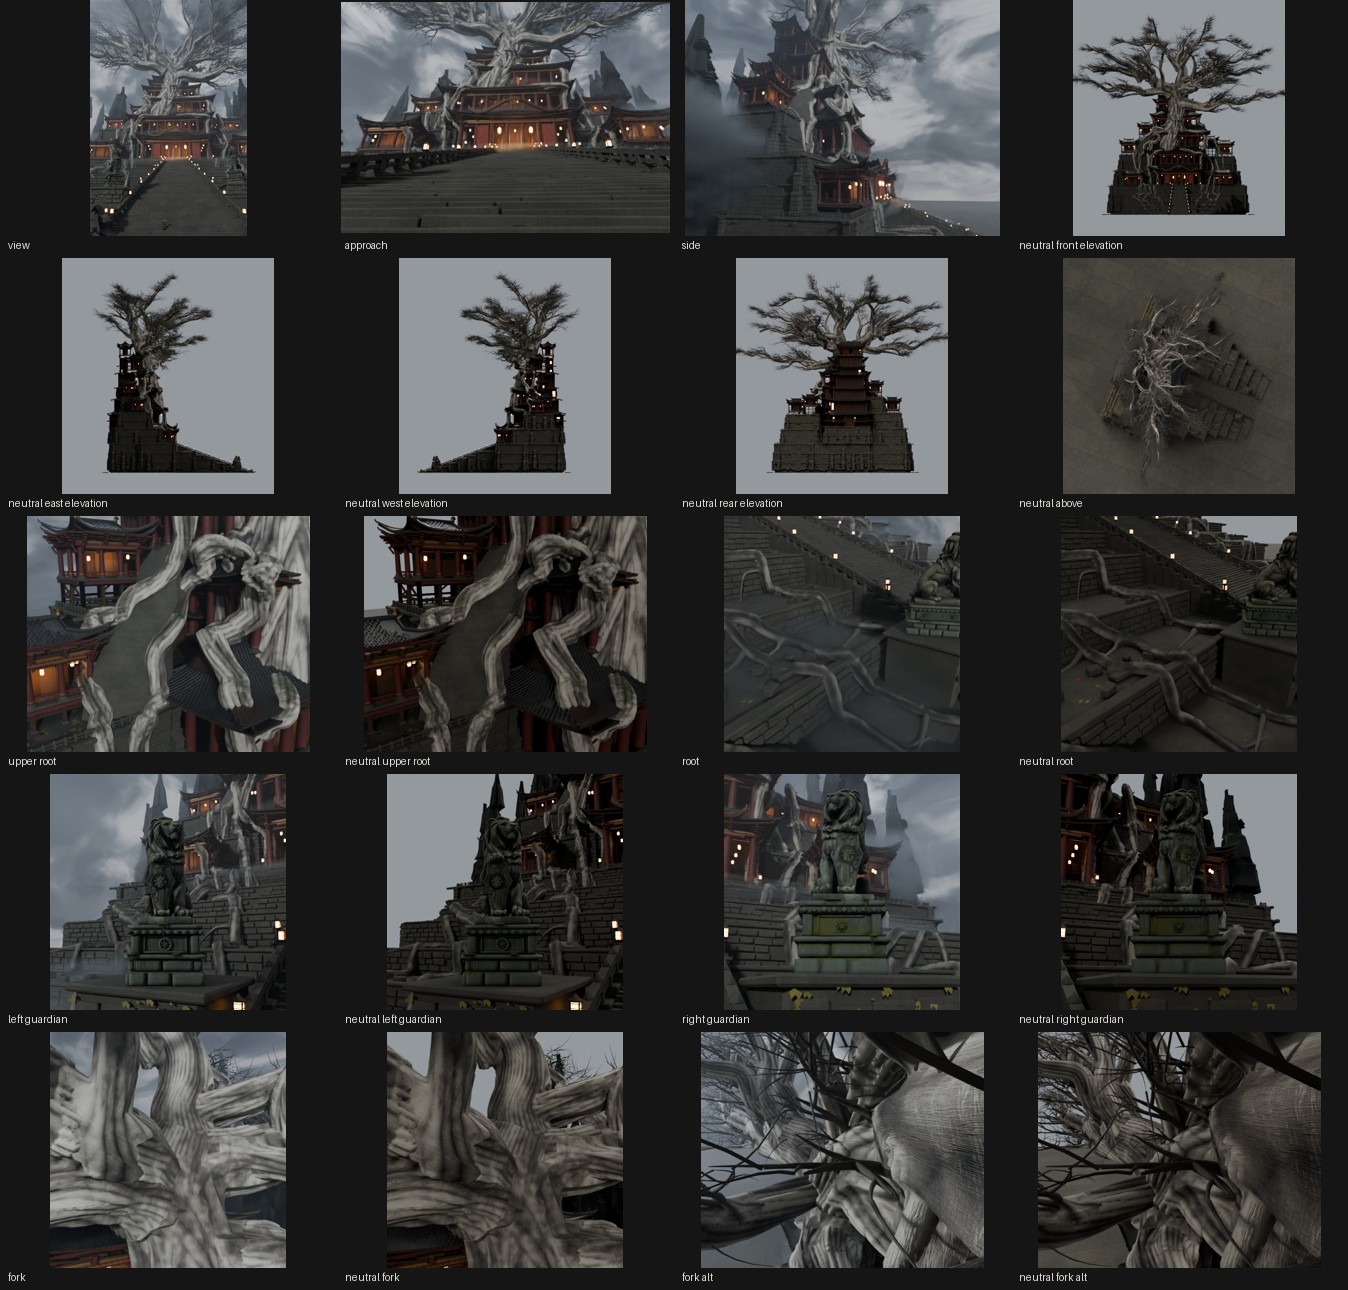 view
approach
side
neutral front elevation
neutral east elevation
neutral west elevation
neutral rear elevation
neutral above
upper root
neutral upper root
root
neutral root
left guardian
neutral left guardian
right guardian
neutral right guardian
fork
neutral fork
fork alt
neutral fork alt